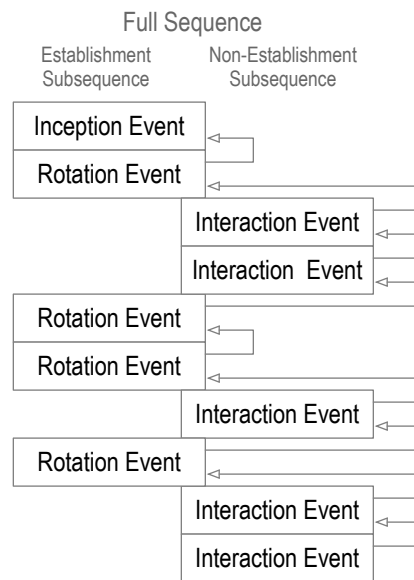 Full Sequence
Establishment Subsequence
Non-Establishment Subsequence
Inception Event
Rotation Event
Interaction Event
Interaction Event
Rotation Event
Rotation Event
Interaction Event
Rotation Event
Interaction Event
Interaction Event